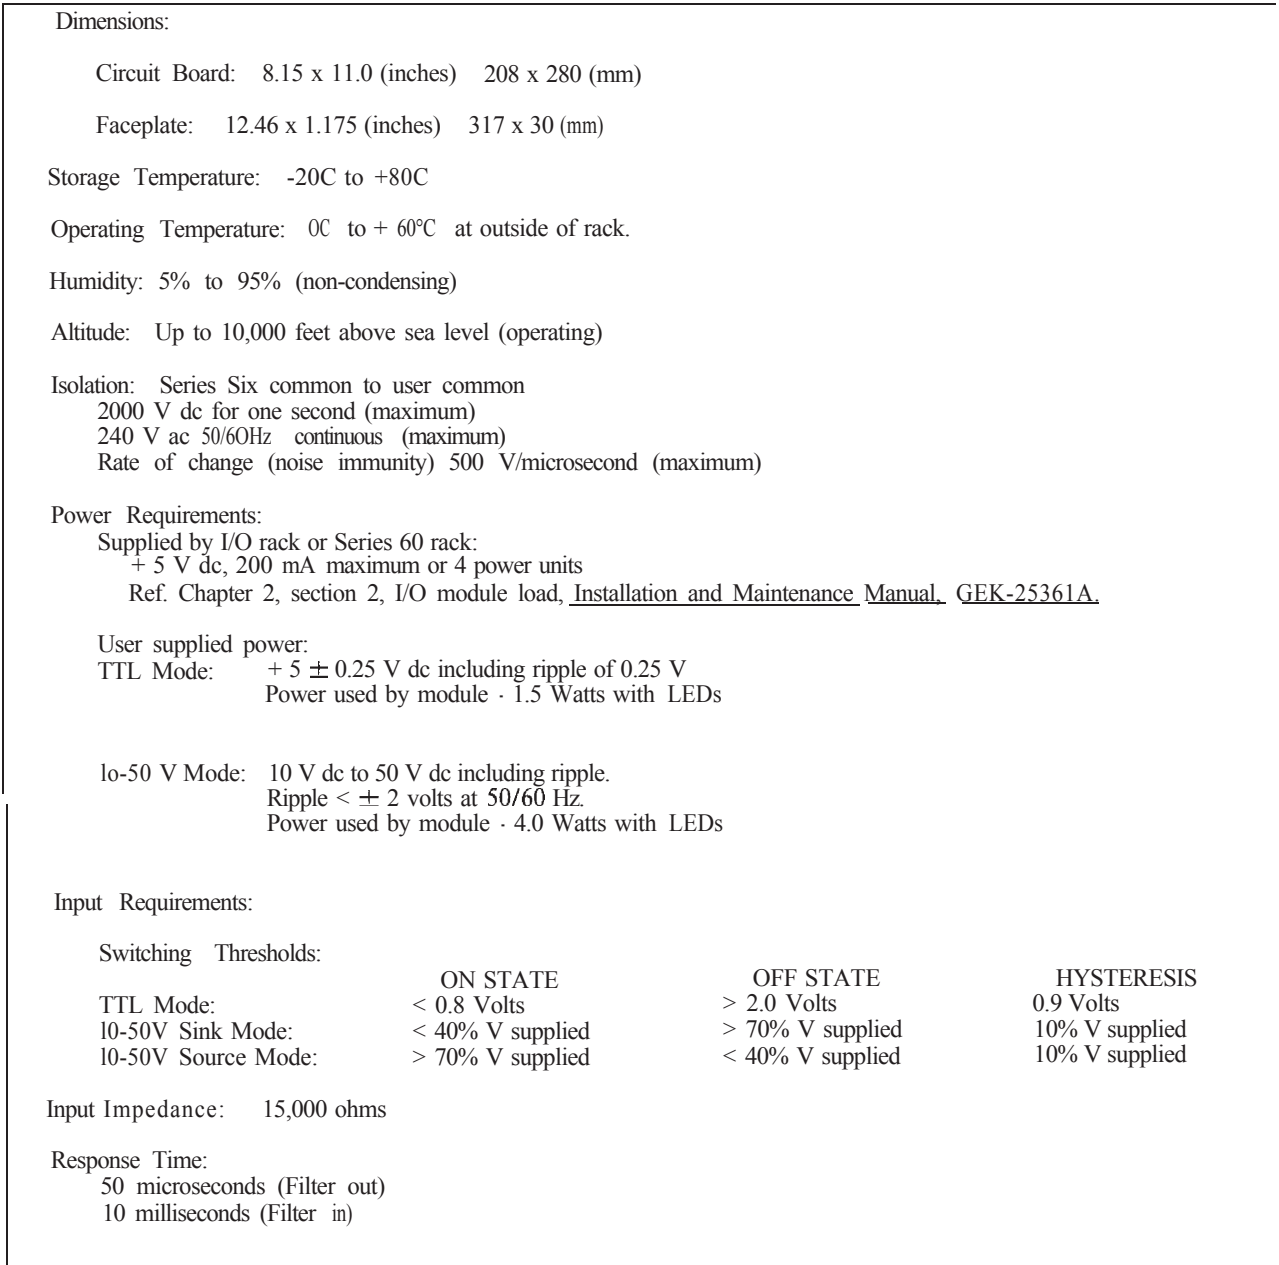 Dimensions:
Circuit Board: 8.15 x 11.0 (inches) 208 x 280 (mm)
Faceplate: 12.46 x 1.175 (inches) 317 x 30 (mm)
Storage Temperature: -20C to +80C
Operating Temperature: 0C to + 60°C at outside of rack.
Humidity: 5% to 95% (non-condensing)
Altitude: Up to 10,000 feet above sea level (operating)
Isolation: Series Six common to user common
2000 V dc for one second (maximum)
240 V ac 50/6OHz continuous (maximum)
Rate of change (noise immunity) 500 V/microsecond (maximum)
Power Requirements:
Supplied by I/O rack or Series 60 rack:
+ 5 V dc, 200 mA maximum or 4 power units
Ref. Chapter 2, section 2, I/O module load, Installation and Maintenance Manual, GEK-25361A.
User supplied power:
TTL Mode: + 5 ± 0.25 V dc including ripple of 0.25 V
Power used by module · 1.5 Watts with LEDs
lo-50 V Mode: 10 V dc to 50 V dc including ripple.
Ripple < ± 2 volts at 50/60 Hz.
Power used by module · 4.0 Watts with LEDs
Input Requirements:
Switching Thresholds:
ON STATE OFF STATE HYSTERESIS
TTL Mode: < 0.8 Volts > 2.0 Volts 0.9 Volts
l0-50V Sink Mode: < 40% V supplied > 70% V supplied 10% V supplied
l0-50V Source Mode: > 70% V supplied < 40% V supplied 10% V supplied
Input Impedance: 15,000 ohms
Response Time:
50 microseconds (Filter out)
10 milliseconds (Filter in)